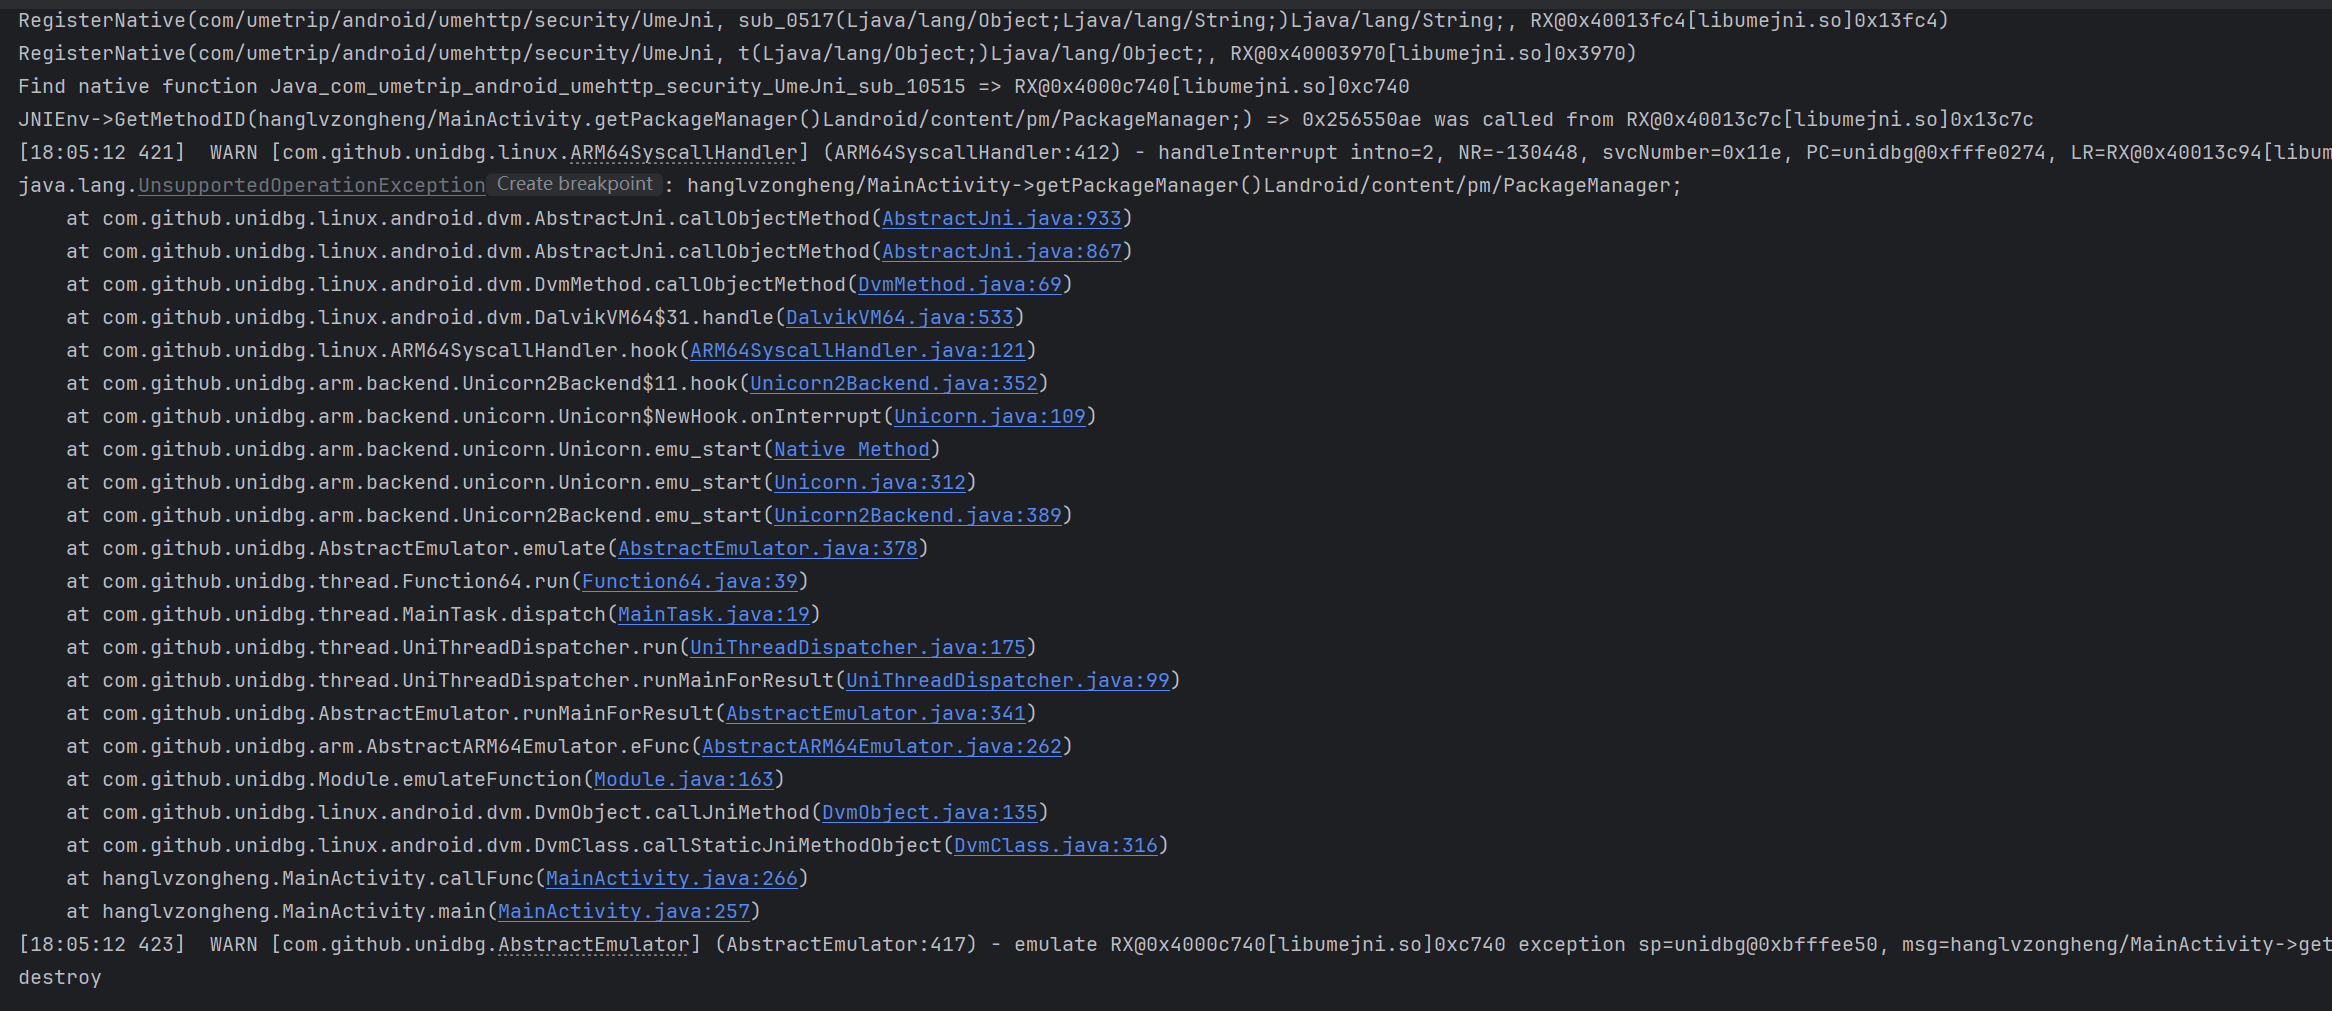 RegisterNative(com/umetrip/android/umehttp/security/UmeJni, sub_0517(Ljava/lang/Object;Ljava/lang/String;)Ljava/lang/String;, RX@0x40013fc4[libumejni.so]0x13fc4)
RegisterNative(com/umetrip/android/umehttp/security/UmeJni, t(Ljava/lang/Object;)Ljava/lang/Object;, RX@0x40003970[libumejni.so]0x3970)
Find native function Java_com_umetrip_android_umehttp_security_UmeJni_sub_10515 => RX@0x4000c740[libumejni.so]0xc740
JNIEnv->GetMethodID(hanglvzongheng/MainActivity.getPackageManager()Landroid/content/pm/PackageManager;) => 0x256550ae was called from RX@0x40013c7c[libumejni.so]0x13c7c
[18:05:12 421]  WARN [com.github.unidbg.linux.ARM64SyscallHandler] (ARM64SyscallHandler:412) - handleInterrupt intno=2, NR=-130448, svcNumber=0x11e, PC=unidbg@0xfffe0274, LR=RX@0x40013c94[libum
java.lang.UnsupportedOperationException Create breakpoint : hanglvzongheng/MainActivity->getPackageManager()Landroid/content/pm/PackageManager;
    at com.github.unidbg.linux.android.dvm.AbstractJni.callObjectMethod(AbstractJni.java:933)
    at com.github.unidbg.linux.android.dvm.AbstractJni.callObjectMethod(AbstractJni.java:867)
    at com.github.unidbg.linux.android.dvm.DvmMethod.callObjectMethod(DvmMethod.java:69)
    at com.github.unidbg.linux.android.dvm.DalvikVM64$31.handle(DalvikVM64.java:533)
    at com.github.unidbg.linux.ARM64SyscallHandler.hook(ARM64SyscallHandler.java:121)
    at com.github.unidbg.arm.backend.Unicorn2Backend$11.hook(Unicorn2Backend.java:352)
    at com.github.unidbg.arm.backend.unicorn.Unicorn$NewHook.onInterrupt(Unicorn.java:109)
    at com.github.unidbg.arm.backend.unicorn.Unicorn.emu_start(Native Method)
    at com.github.unidbg.arm.backend.unicorn.Unicorn.emu_start(Unicorn.java:312)
    at com.github.unidbg.arm.backend.Unicorn2Backend.emu_start(Unicorn2Backend.java:389)
    at com.github.unidbg.AbstractEmulator.emulate(AbstractEmulator.java:378)
    at com.github.unidbg.thread.Function64.run(Function64.java:39)
    at com.github.unidbg.thread.MainTask.dispatch(MainTask.java:19)
    at com.github.unidbg.thread.UniThreadDispatcher.run(UniThreadDispatcher.java:175)
    at com.github.unidbg.thread.UniThreadDispatcher.runMainForResult(UniThreadDispatcher.java:99)
    at com.github.unidbg.AbstractEmulator.runMainForResult(AbstractEmulator.java:341)
    at com.github.unidbg.arm.AbstractARM64Emulator.eFunc(AbstractARM64Emulator.java:262)
    at com.github.unidbg.Module.emulateFunction(Module.java:163)
    at com.github.unidbg.linux.android.dvm.DvmObject.callJniMethod(DvmObject.java:135)
    at com.github.unidbg.linux.android.dvm.DvmClass.callStaticJniMethodObject(DvmClass.java:316)
    at hanglvzongheng.MainActivity.callFunc(MainActivity.java:266)
    at hanglvzongheng.MainActivity.main(MainActivity.java:257)
[18:05:12 423]  WARN [com.github.unidbg.AbstractEmulator] (AbstractEmulator:417) - emulate RX@0x4000c740[libumejni.so]0xc740 exception sp=unidbg@0xbfffee50, msg=hanglvzongheng/MainActivity->get
destroy